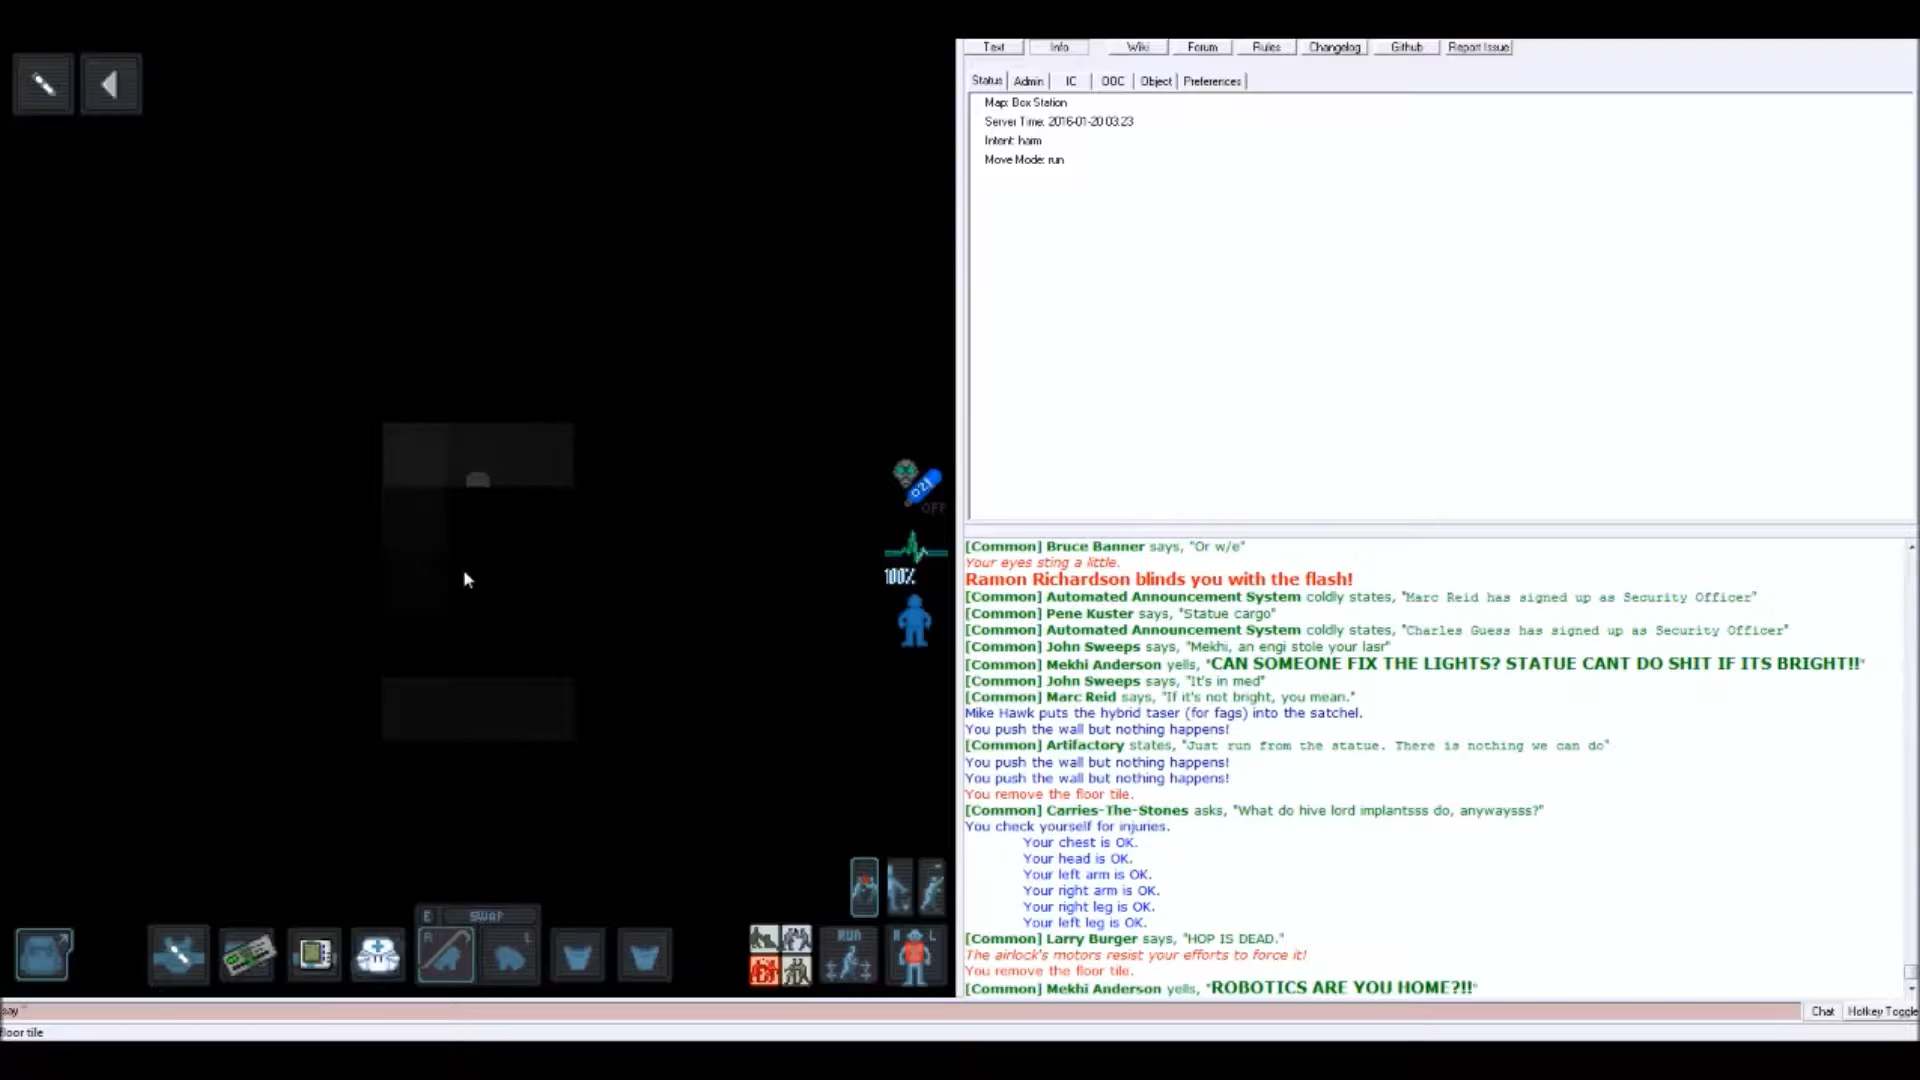 Text Info Wiki Forum Rules Changelog Github Report Issue
Status Admin IC OOC Object Preferences
Map: Box Station
Server Time: 2016-01-20 03:23
Intent: harm
Move Mode: run
O2
OFF
100%
[Common] Bruce Banner says, "Or w/e"
Your eyes sting a little.
Ramon Richardson blinds you with the flash!
[Common] Automated Announcement System coldly states, "Marc Reid has signed up as Security Officer"
[Common] Pene Kuster says, "Statue cargo"
[Common] Automated Announcement System coldly states, "Charles Guess has signed up as Security Officer"
[Common] John Sweeps says, "Mekhi, an engi stole your lasr"
[Common] Mekhi Anderson yells, "CAN SOMEONE FIX THE LIGHTS? STATUE CANT DO SHIT IF ITS BRIGHT!!"
[Common] John Sweeps says, "It's in med"
[Common] Marc Reid says, "If it's not bright, you mean."
Mike Hawk puts the hybrid taser (for fags) into the satchel.
You push the wall but nothing happens!
[Common] Artifactory states, "Just run from the statue. There is nothing we can do"
You push the wall but nothing happens!
You push the wall but nothing happens!
You remove the floor tile.
[Common] Carries-The-Stones asks, "What do hive lord implantsss do, anywaysss?"
You check yourself for injuries.
Your chest is OK.
Your head is OK.
Your left arm is OK.
Your right arm is OK.
Your right leg is OK.
Your left leg is OK.
[Common] Larry Burger says, "HOP IS DEAD."
The airlock's motors resist your efforts to force it!
You remove the floor tile.
[Common] Mekhi Anderson yells, "ROBOTICS ARE YOU HOME?!!"
E SWAP
R L
RUN
R L
say "
Chat Hotkey Toggle
floor tile